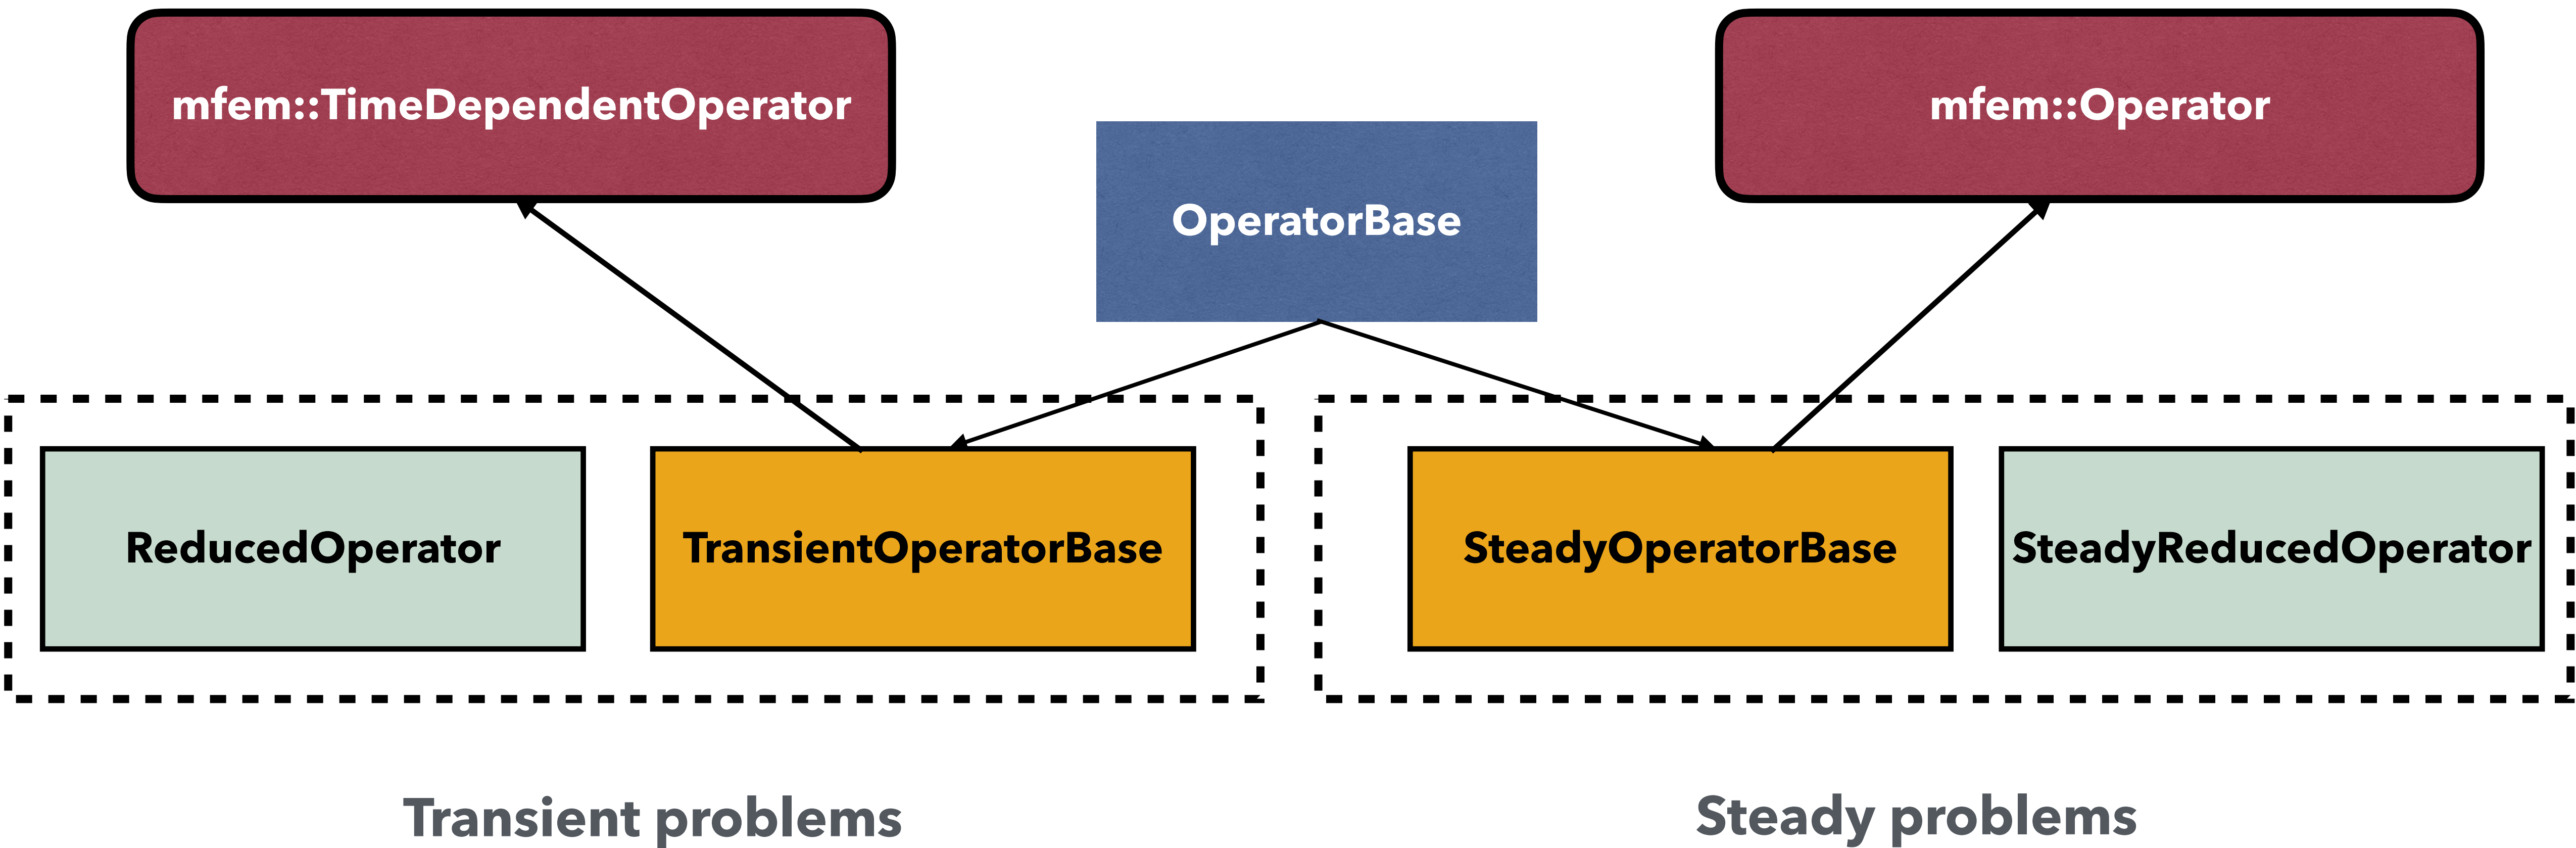 mfem::TimeDependentOperator
mfem::Operator
OperatorBase
ReducedOperator
TransientOperatorBase
SteadyOperatorBase
SteadyReducedOperator
Transient problems
Steady problems